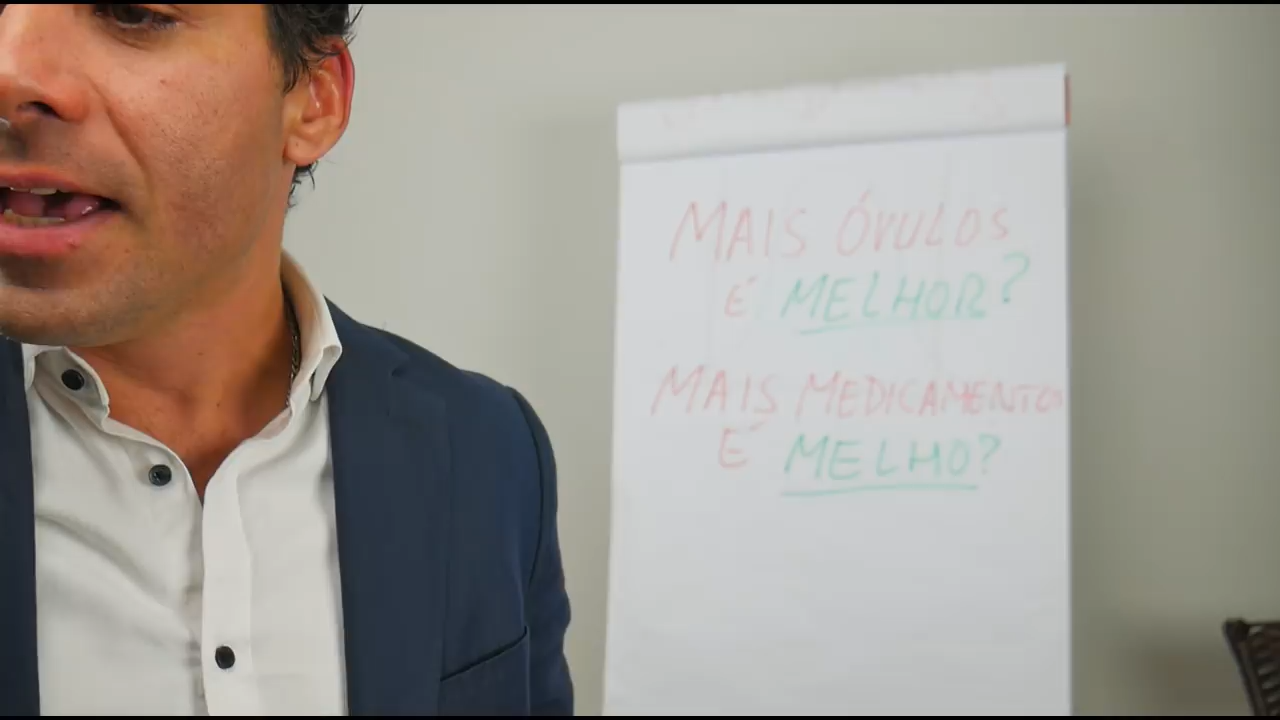 MAIS ÓVULOS
É MELHOR?
MAIS MEDICAMENTOS
É MELHO?